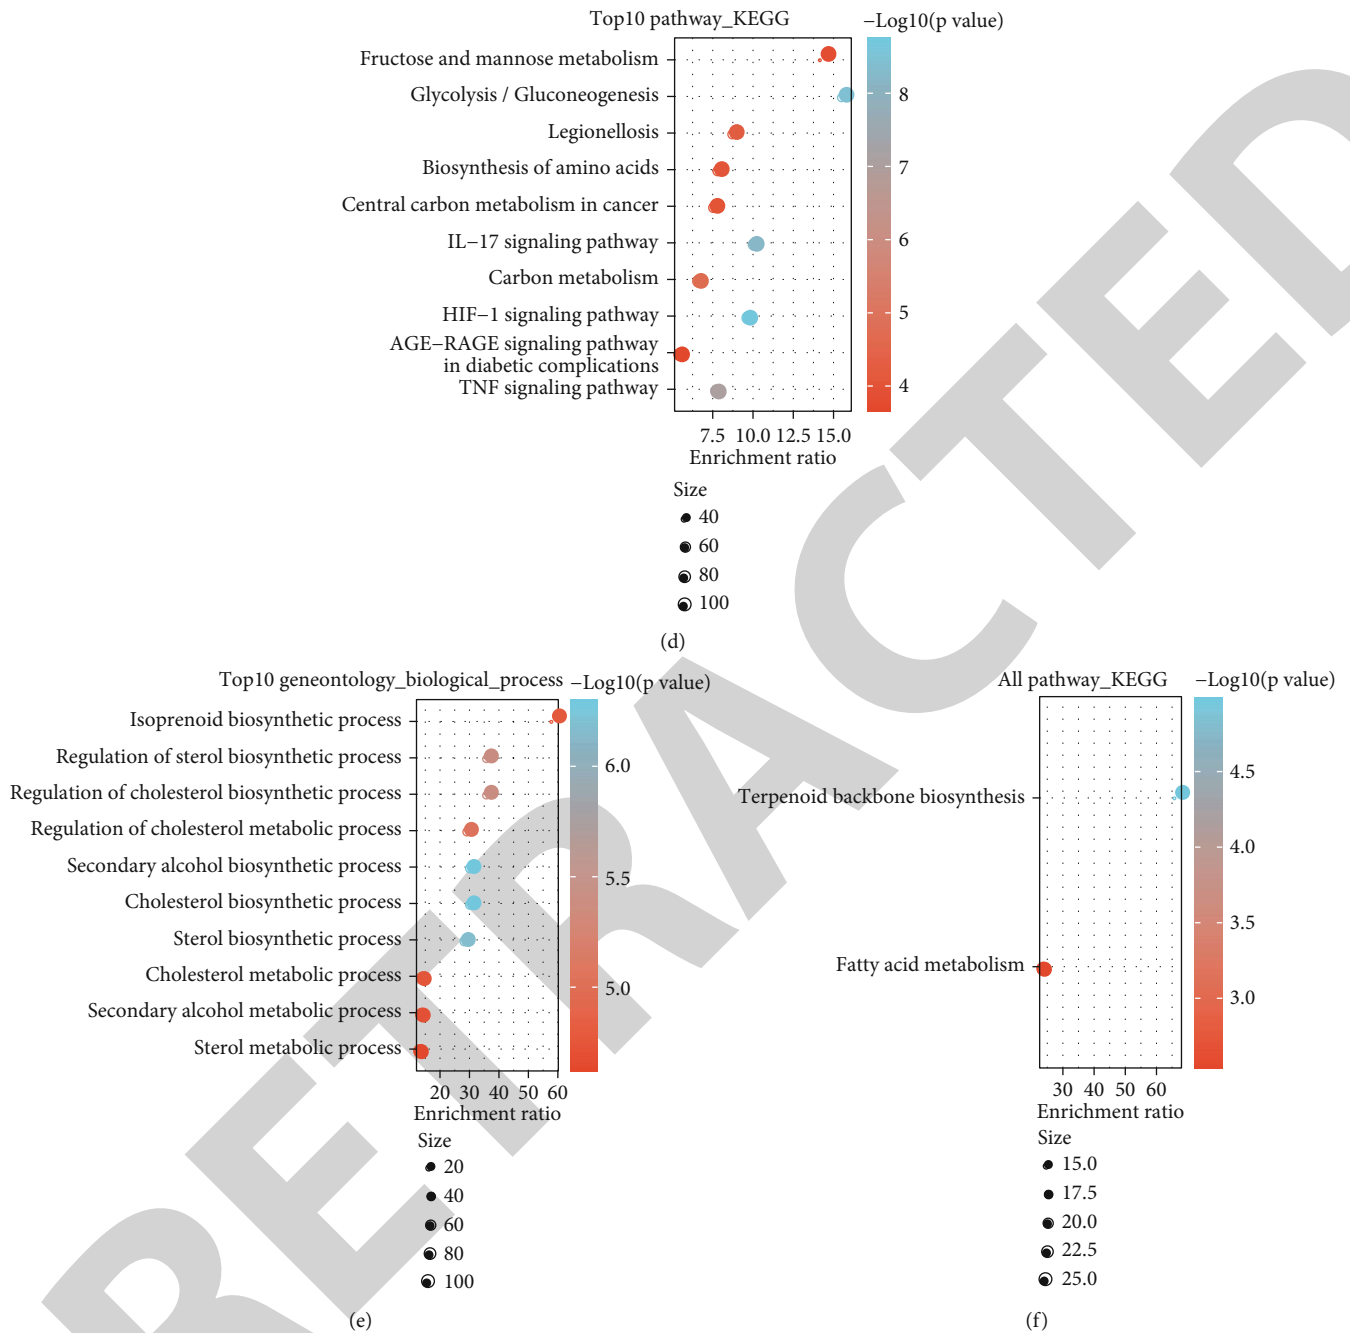 Top10 pathway_KEGG
−Log10(p value)
Fructose and mannose metabolism
Glycolysis / Gluconeogenesis
Legionellosis
Biosynthesis of amino acids
Central carbon metabolism in cancer
IL−17 signaling pathway
Carbon metabolism
HIF−1 signaling pathway
AGE−RAGE signaling pathway
in diabetic complications
TNF signaling pathway
8
7
6
5
4
7.5 10.0 12.5 15.0
Enrichment ratio
Size
40
60
80
100
(d)
Top10 geneontology_biological_process
−Log10(p value)
Isoprenoid biosynthetic process
Regulation of sterol biosynthetic process
Regulation of cholesterol biosynthetic process
Regulation of cholesterol metabolic process
Secondary alcohol biosynthetic process
Cholesterol biosynthetic process
Sterol biosynthetic process
Cholesterol metabolic process
Secondary alcohol metabolic process
Sterol metabolic process
6.0
5.5
5.0
20 30 40 50 60
Enrichment ratio
Size
20
40
60
80
100
(e)
All pathway_KEGG
−Log10(p value)
Terpenoid backbone biosynthesis
Fatty acid metabolism
4.5
4.0
3.5
3.0
30 40 50 60
Enrichment ratio
Size
15.0
17.5
20.0
22.5
25.0
(f)
RETRACTED